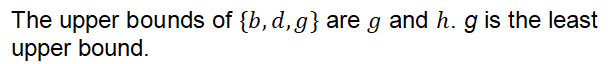 The upper bounds of {b, d, g} are g and h. g is the least
upper bound.